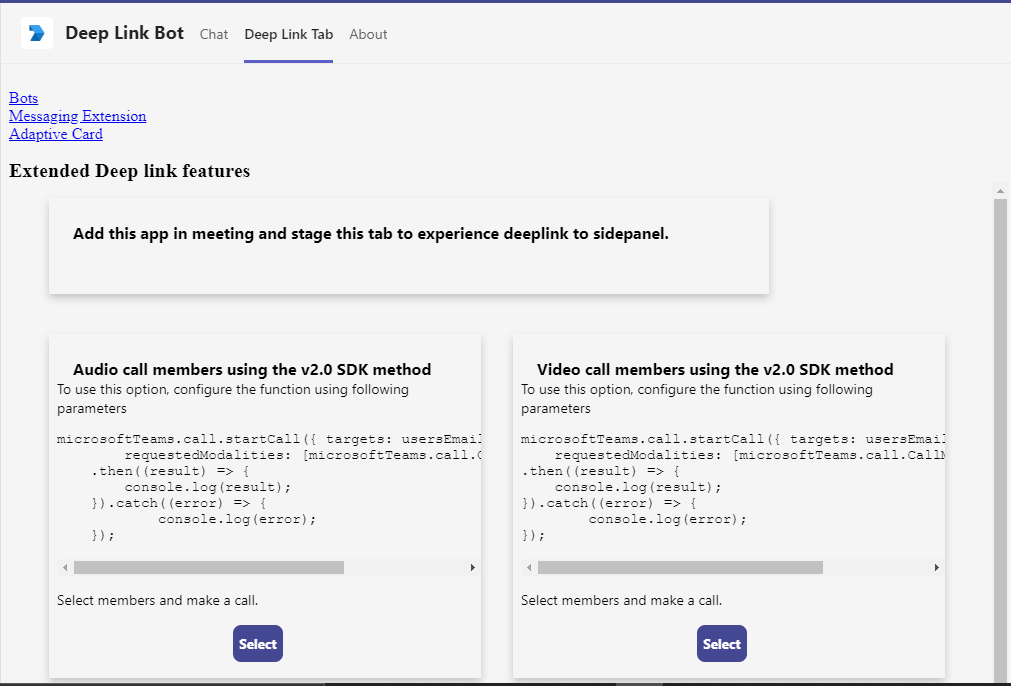 Deep Link Bot Chat Deep Link Tab About
Bots
Messaging Extension
Adaptive Card
Extended Deep link features
Add this app in meeting and stage this tab to experience deeplink to sidepanel.
Audio call members using the v2.0 SDK method
To use this option, configure the function using following
parameters
microsoftTeams.call.startCall({ targets: usersEmail
requestedModalities: [microsoftTeams.call.C
.then((result) => {
console.log(result);
}).catch((error) => {
console.log(error);
});
Select members and make a call.
Select
Video call members using the v2.0 SDK method
To use this option, configure the function using following
parameters
microsoftTeams.call.startCall({ targets: usersEmail
requestedModalities: [microsoftTeams.call.CallM
.then((result) => {
console.log(result);
}).catch((error) => {
console.log(error);
});
Select members and make a call.
Select